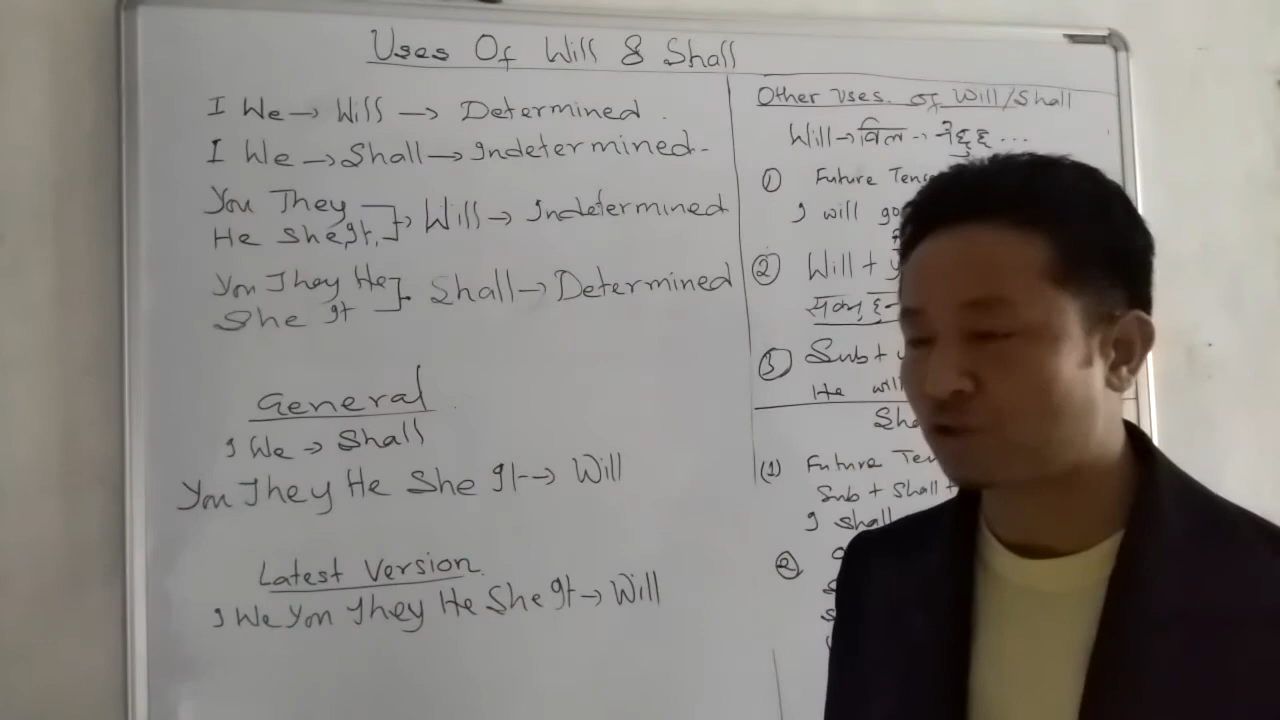 Uses Of Will & Shall
I We → Will → Determined.
I We → Shall → Indetermined.
You They
He She It.
Will → Indetermined
You They He
She It
Shall → Determined
General
I We → Shall
You They He She It → Will
Latest Version
I We You They He She It → Will
Other Uses of Will/Shall
Will → विल
① Future
I will go
② Will +
③ Sub +
He will
(1) Future
Sub + Shall +
I shall
②